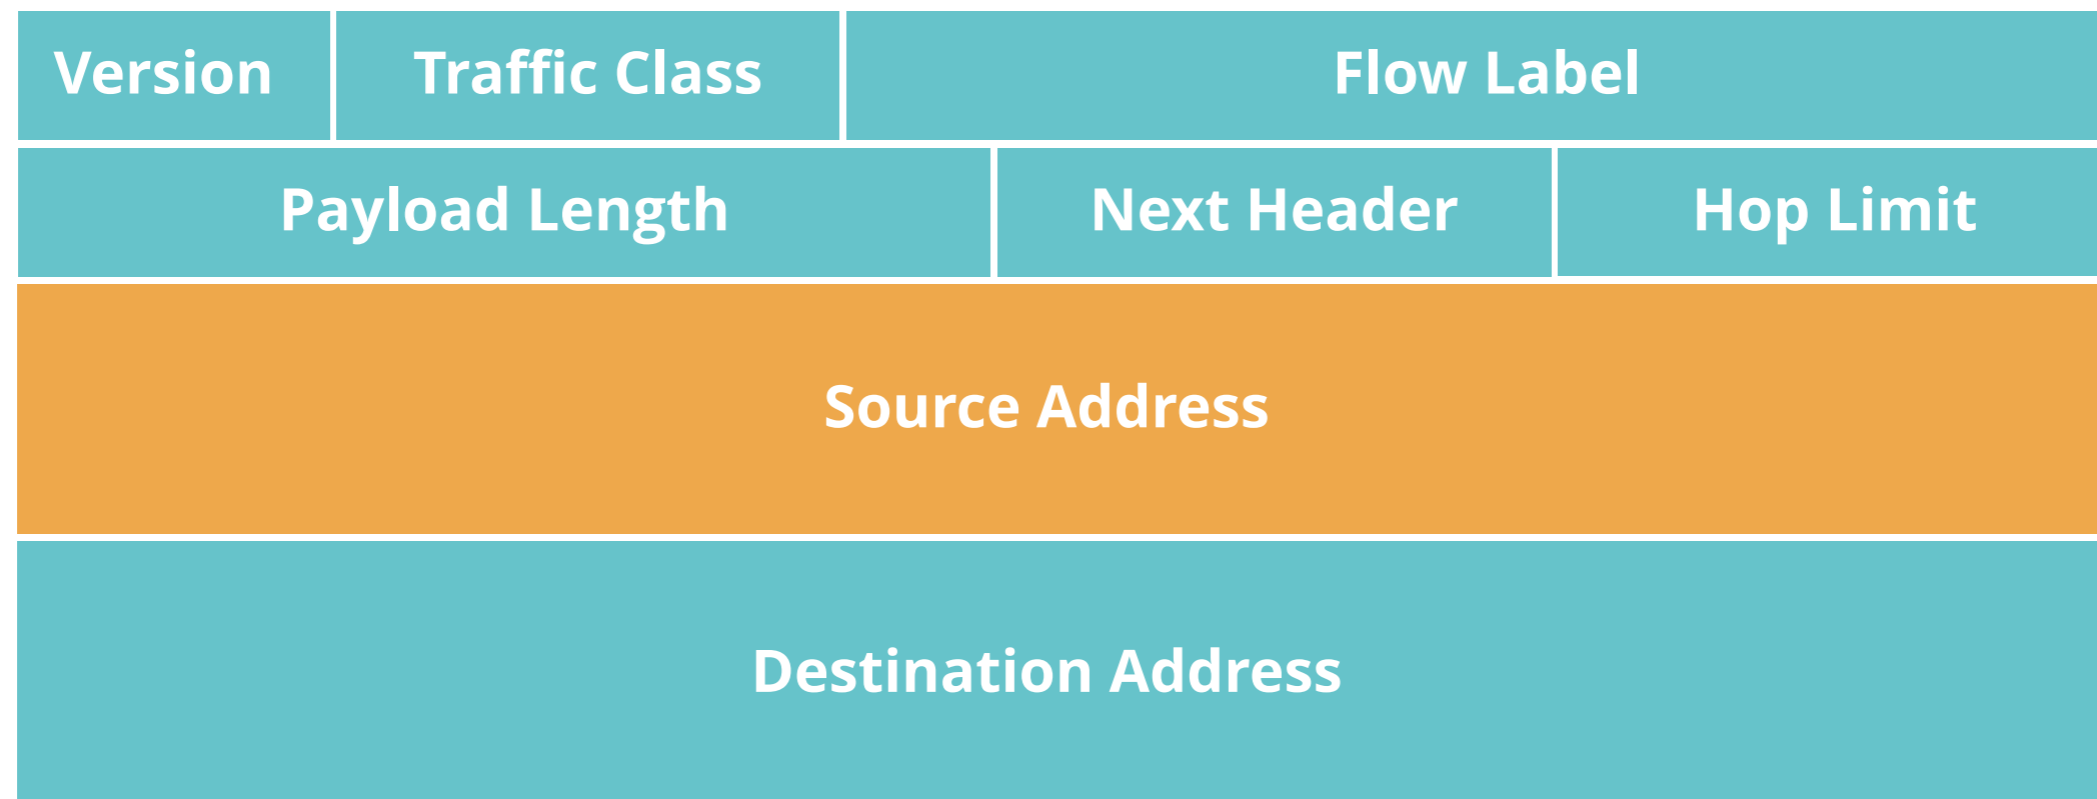 Version Traffic Class Flow Label
Payload Length Next Header Hop Limit
Source Address
Destination Address